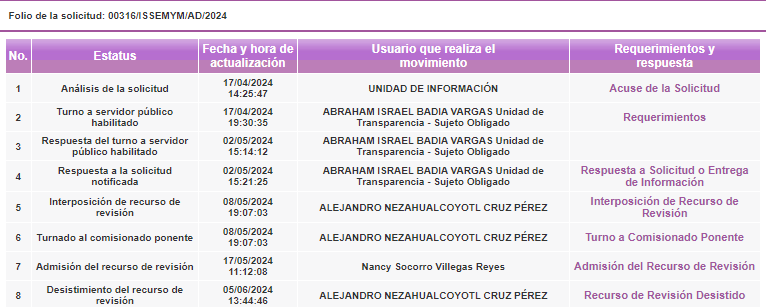 Folio de la solicitud: 00316/ISSEMYM/AD/2024
No. Estatus Fecha y hora de actualización Usuario que realiza el movimiento Requerimientos y respuesta
1 Análisis de la solicitud 17/04/2024 14:25:47 UNIDAD DE INFORMACIÓN Acuse de la Solicitud
2 Turno a servidor público habilitado 17/04/2024 19:30:35 ABRAHAM ISRAEL BADIA VARGAS Unidad de Transparencia - Sujeto Obligado Requerimientos
3 Respuesta del turno a servidor público habilitado 02/05/2024 15:14:12 ABRAHAM ISRAEL BADIA VARGAS Unidad de Transparencia - Sujeto Obligado
4 Respuesta a la solicitud notificada 02/05/2024 15:21:25 ABRAHAM ISRAEL BADIA VARGAS Unidad de Transparencia - Sujeto Obligado Respuesta a Solicitud o Entrega de Información
5 Interposición de recurso de revisión 08/05/2024 19:07:03 ALEJANDRO NEZAHUALCOYOTL CRUZ PÉREZ Interposición de Recurso de Revisión
6 Turnado al comisionado ponente 08/05/2024 19:07:03 ALEJANDRO NEZAHUALCOYOTL CRUZ PÉREZ Turno a Comisionado Ponente
7 Admisión del recurso de revisión 17/05/2024 11:12:08 Nancy Socorro Villegas Reyes Admisión del Recurso de Revisión
8 Desistimiento del recurso de revisión 05/06/2024 13:44:46 ALEJANDRO NEZAHUALCOYOTL CRUZ PÉREZ Recurso de Revisión Desistido